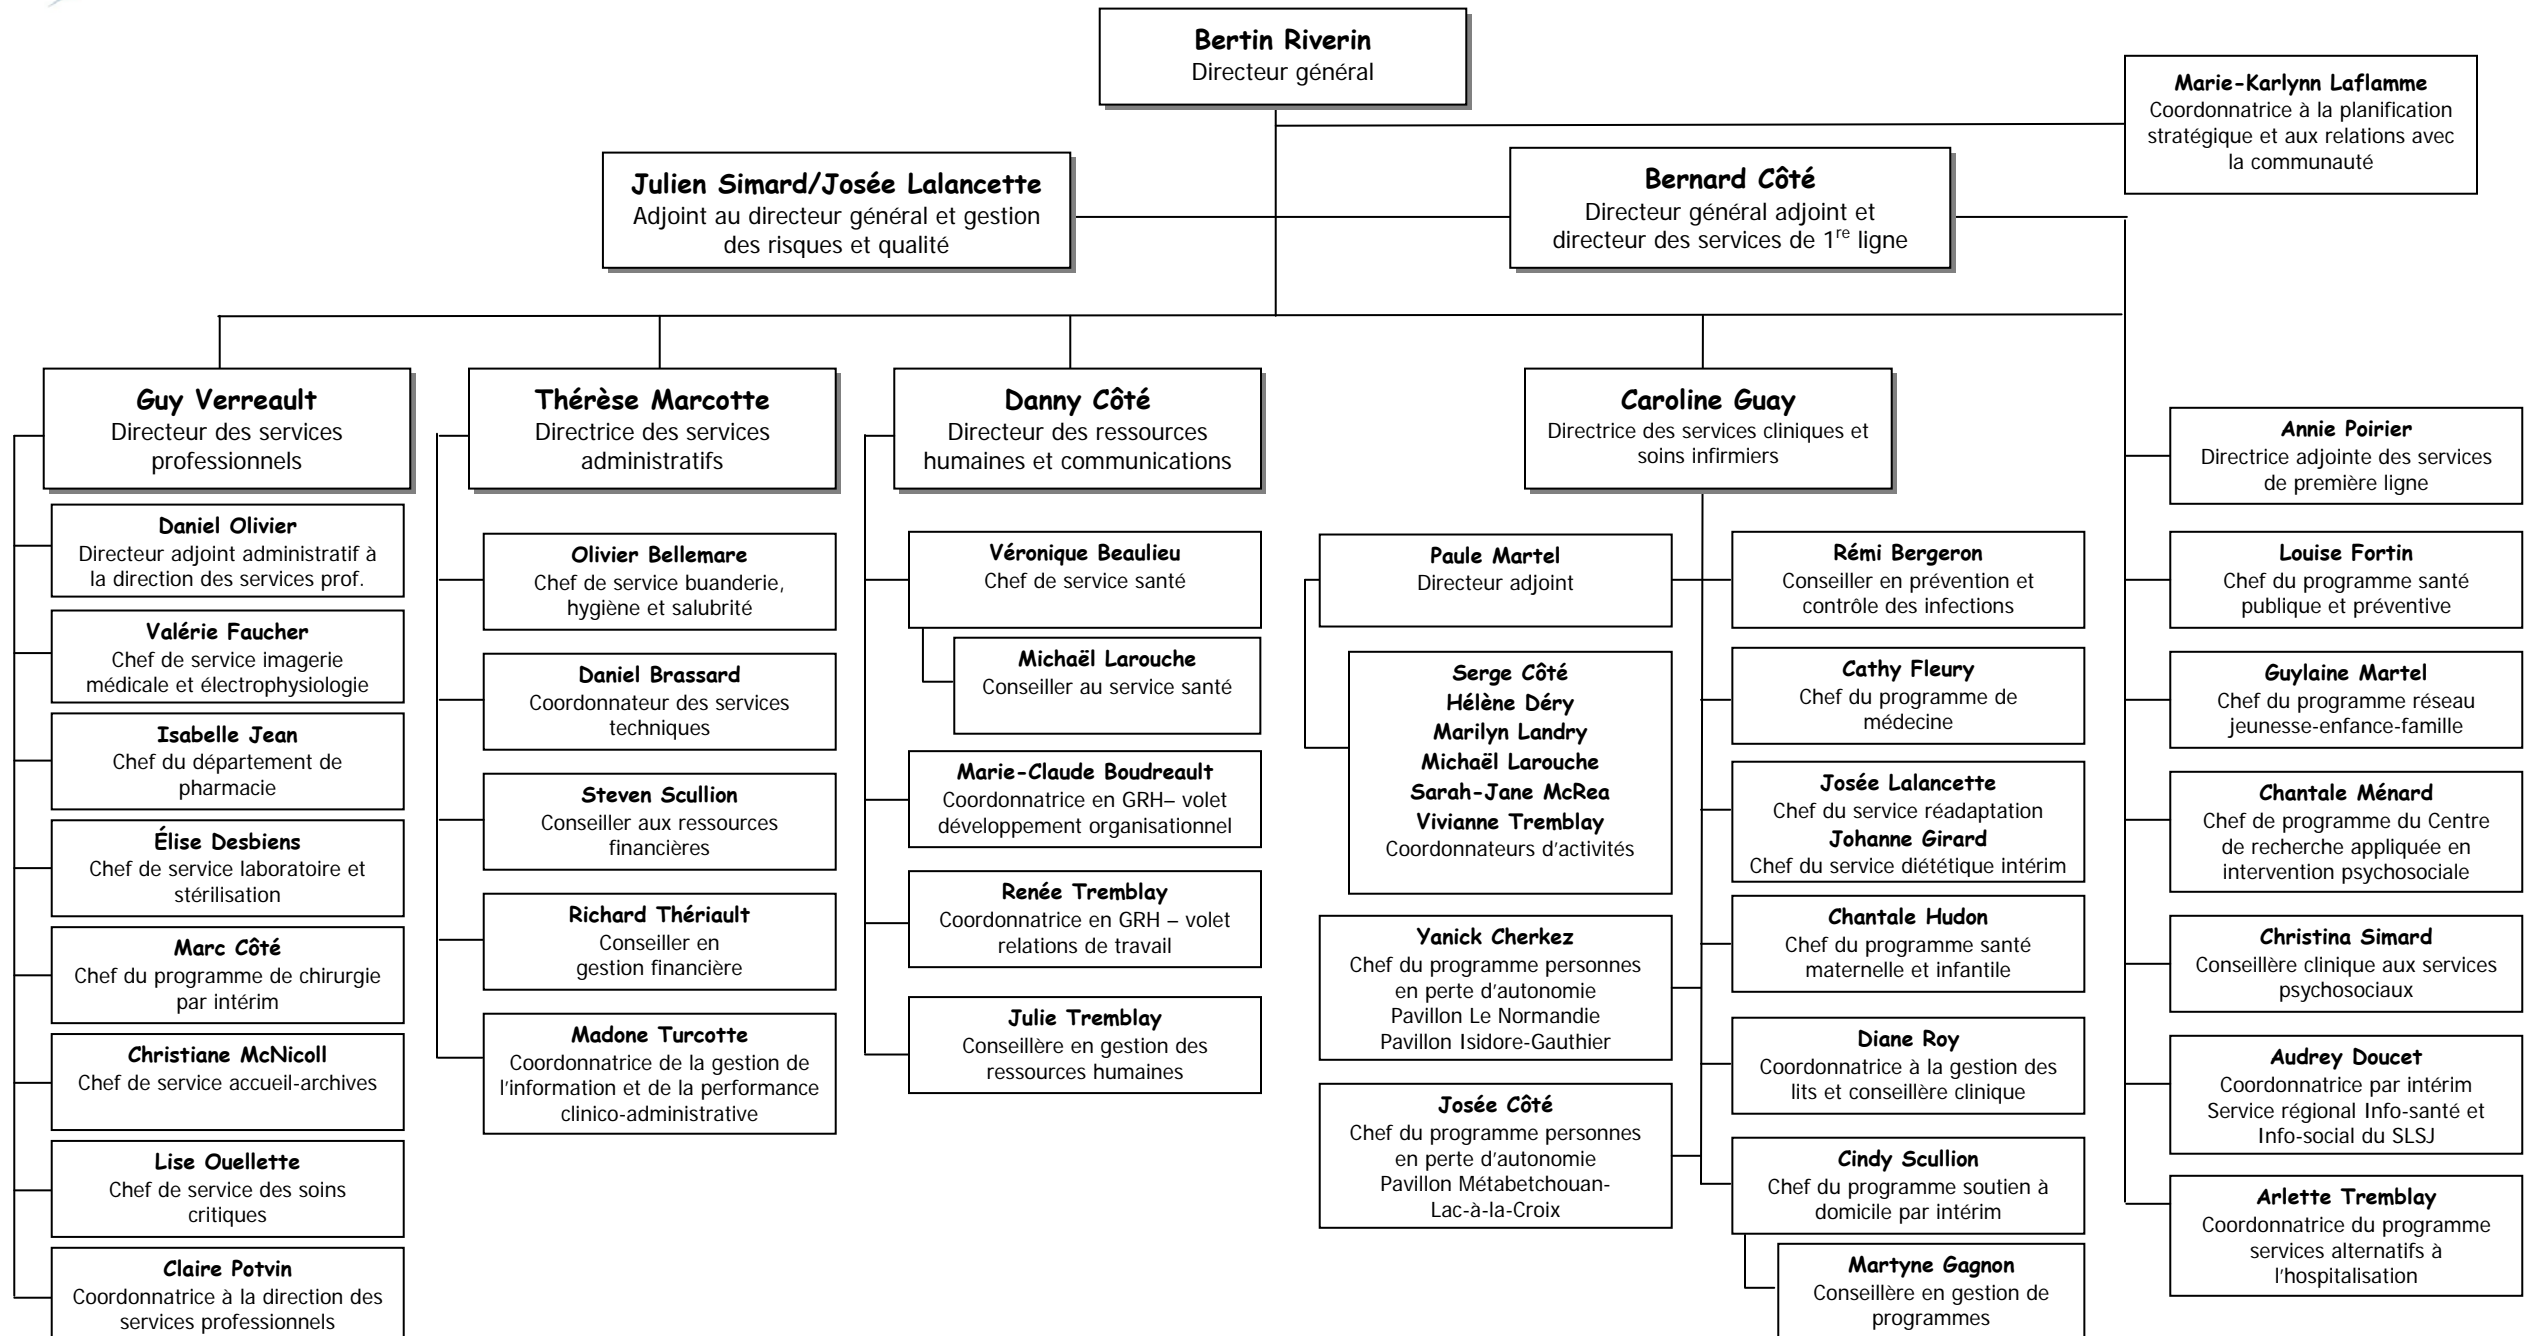 Bertin Riverin
Directeur général
Marie-Karlynn Laflamme
Coordonnatrice à la planification
stratégique et aux relations avec
la communauté
Julien Simard/Josée Lalancette
Adjoint au directeur général et gestion
des risques et qualité
Bernard Côté
Directeur général adjoint et
directeur des services de 1re ligne
Guy Verreault
Directeur des services
professionnels
Daniel Olivier
Directeur adjoint administratif à
la direction des services prof.
Valérie Faucher
Chef de service imagerie
médicale et électrophysiologie
Isabelle Jean
Chef du département de
pharmacie
Élise Desbiens
Chef de service laboratoire et
stérilisation
Marc Côté
Chef du programme de chirurgie
par intérim
Christiane McNicoll
Chef de service accueil-archives
Lise Ouellette
Chef de service des soins
critiques
Claire Potvin
Coordonnatrice à la direction des
services professionnels
Thérèse Marcotte
Directrice des services
administratifs
Olivier Bellemare
Chef de service buanderie,
hygiène et salubrité
Daniel Brassard
Coordonnateur des services
techniques
Steven Scullion
Conseiller aux ressources
financières
Richard Thériault
Conseiller en
gestion financière
Madone Turcotte
Coordonnatrice de la gestion de
l'information et de la performance
clinico-administrative
Danny Côté
Directeur des ressources
humaines et communications
Véronique Beaulieu
Chef de service santé
Michaël Larouche
Conseiller au service santé
Marie-Claude Boudreault
Coordonnatrice en GRH– volet
développement organisationnel
Renée Tremblay
Coordonnatrice en GRH – volet
relations de travail
Julie Tremblay
Conseillère en gestion des
ressources humaines
Caroline Guay
Directrice des services cliniques et
soins infirmiers
Paule Martel
Directeur adjoint
Serge Côté
Hélène Déry
Marilyn Landry
Michaël Larouche
Sarah-Jane McRea
Vivianne Tremblay
Coordonnateurs d'activités
Yanick Cherkez
Chef du programme personnes
en perte d'autonomie
Pavillon Le Normandie
Pavillon Isidore-Gauthier
Josée Côté
Chef du programme personnes
en perte d'autonomie
Pavillon Métabetchouan-
Lac-à-la-Croix
Rémi Bergeron
Conseiller en prévention et
contrôle des infections
Cathy Fleury
Chef du programme de
médecine
Josée Lalancette
Chef du service réadaptation
Johanne Girard
Chef du service diététique intérim
Chantale Hudon
Chef du programme santé
maternelle et infantile
Diane Roy
Coordonnatrice à la gestion des
lits et conseillère clinique
Cindy Scullion
Chef du programme soutien à
domicile par intérim
Martyne Gagnon
Conseillère en gestion de
programmes
Annie Poirier
Directrice adjointe des services
de première ligne
Louise Fortin
Chef du programme santé
publique et préventive
Guylaine Martel
Chef du programme réseau
jeunesse-enfance-famille
Chantale Ménard
Chef de programme du Centre
de recherche appliquée en
intervention psychosociale
Christina Simard
Conseillère clinique aux services
psychosociaux
Audrey Doucet
Coordonnatrice par intérim
Service régional Info-santé et
Info-social du SLSJ
Arlette Tremblay
Coordonnatrice du programme
services alternatifs à
l'hospitalisation